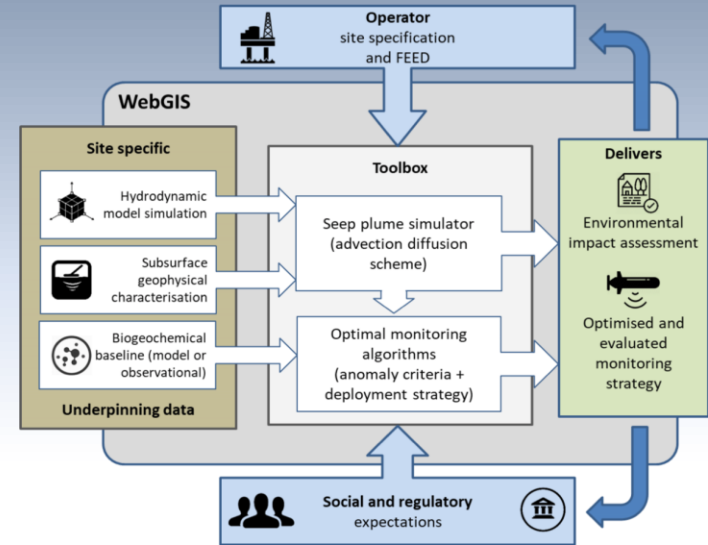 Operator
site specification
and FEED
WebGIS
Site specific
Hydrodynamic
model simulation
Subsurface
geophysical
characterisation
Biogeochemical
baseline (model or
observational)
Underpinning data
Toolbox
Seep plume simulator
(advection diffusion
scheme)
Optimal monitoring
algorithms
(anomaly criteria +
deployment strategy)
Delivers
Environmental
impact assessment
Optimised and
evaluated
monitoring
strategy
Social and regulatory
expectations